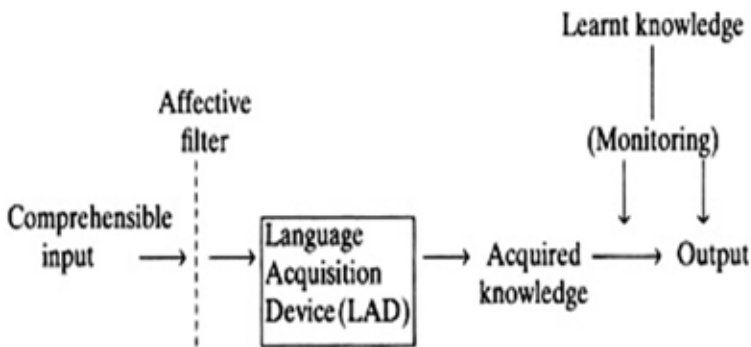 Learnt knowledge
Affective
filter
(Monitoring)
Comprehensible
input
Language
Acquisition
Device (LAD)
Acquired
knowledge
Output